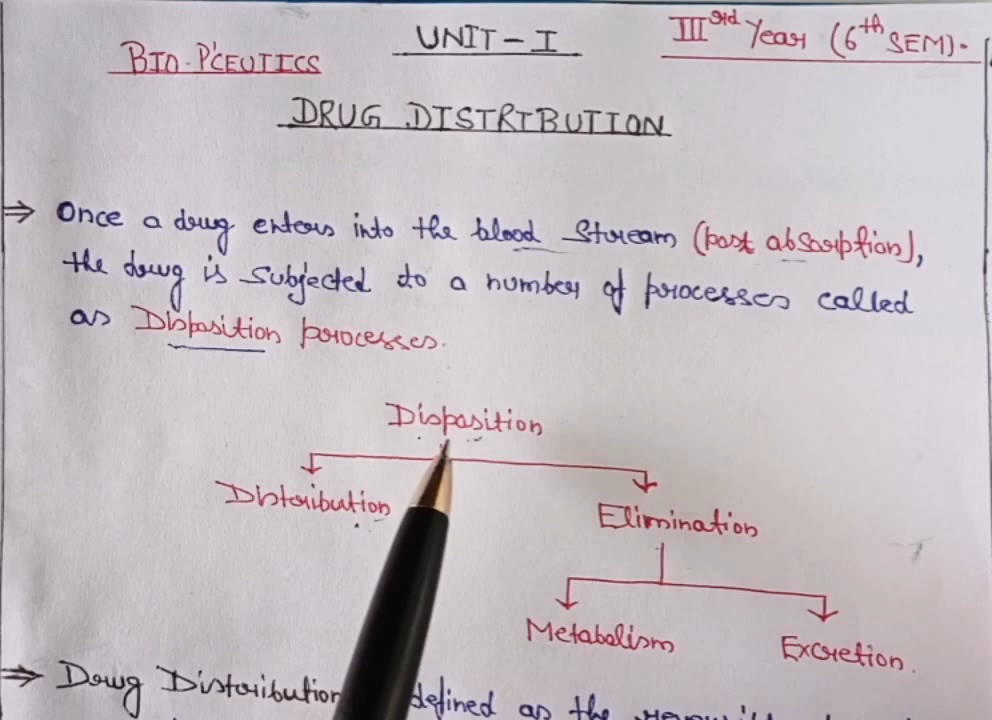 BIO P'CEUTICS
UNIT-I
III rd Year (6th SEM).
DRUG DISTRIBUTION
⇒ Once a drug enters into the blood stream (post absorption),
the drug is subjected to a number of processes called
as Disposition processes.
Disposition
Distribution
Elimination
Metabolism
Excretion.
⇒ Drug Distribution defined as the